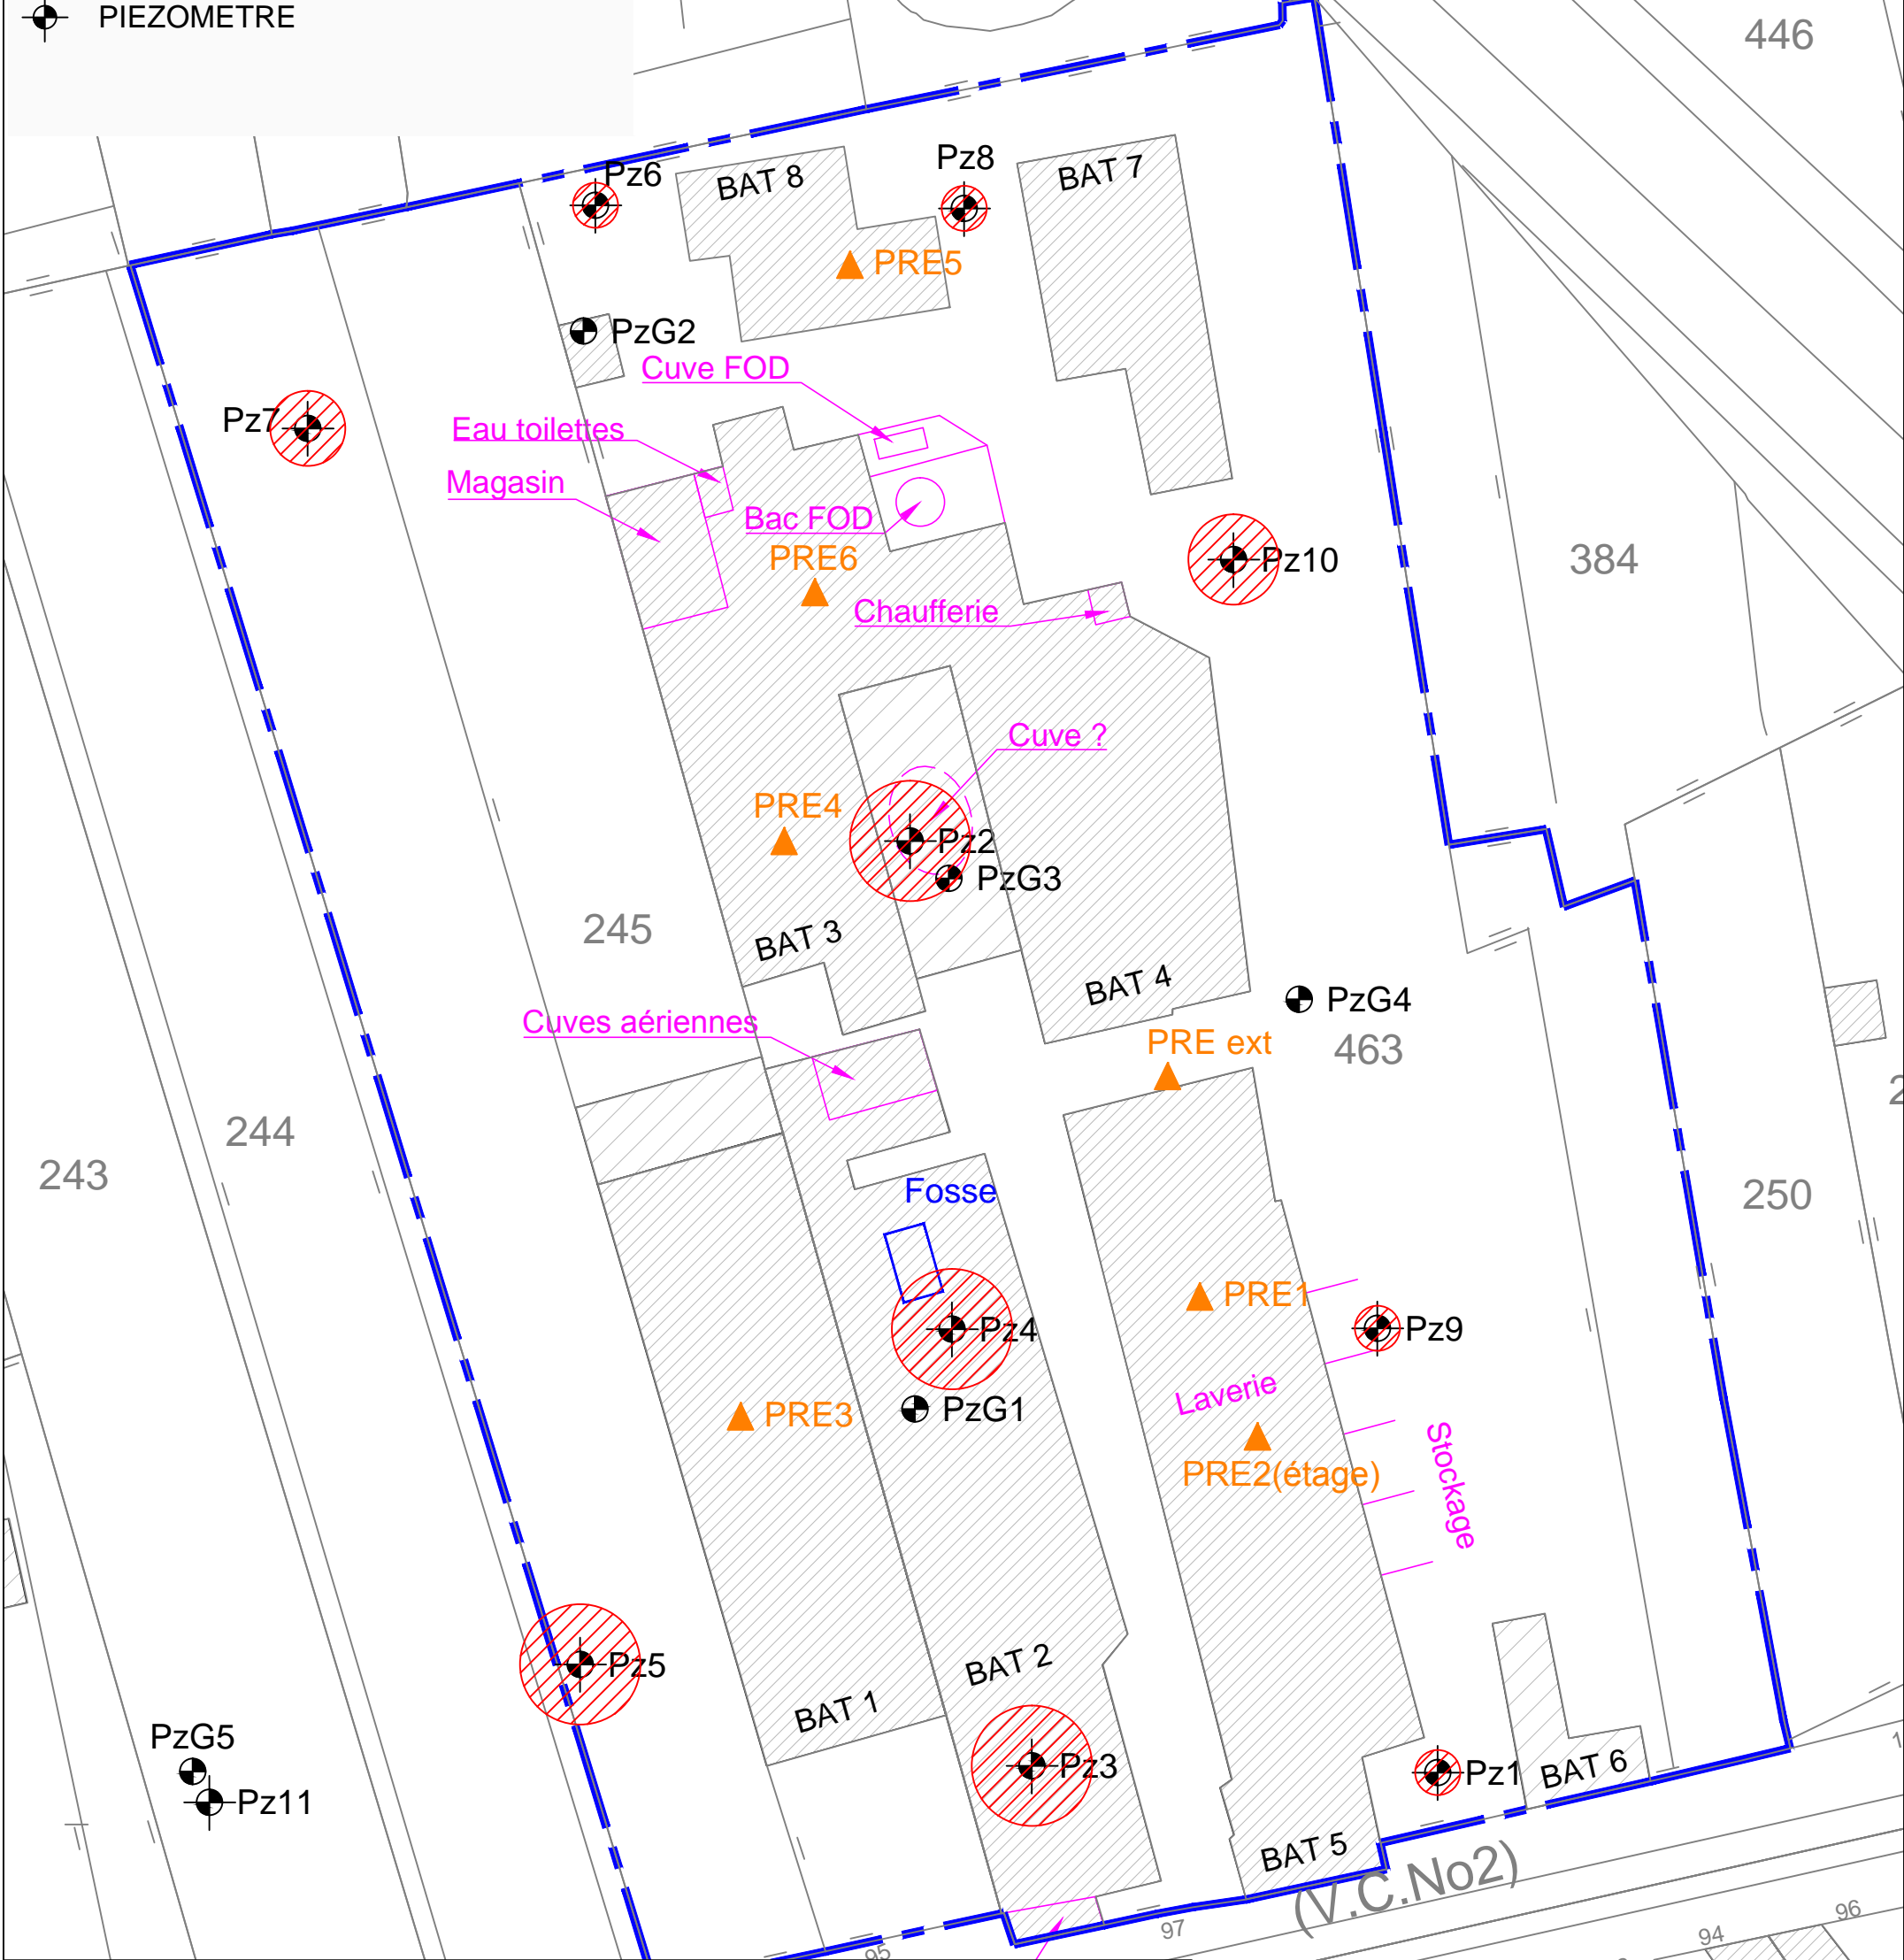 PIEZOMETRE
446
Pz6
Pz8
BAT 8
BAT 7
PRE5
PzG2
Cuve FOD
Pz7
Eau toilettes
Magasin
Bac FOD
PRE6
Pz10
384
Chaufferie
Cuve ?
PRE4
Pz2
PzG3
245
BAT 3
BAT 4
PzG4
Cuves aériennes
PRE ext
463
244
243
Fosse
250
PRE1
Pz4
Pz9
Laverie
PzG1
PRE3
Stockage
PRE2(étage)
Pz5
BAT 2
BAT 1
PzG5
Pz3
Pz1
BAT 6
Pz11
BAT 5
(V.C.No2)
97
96
94
95